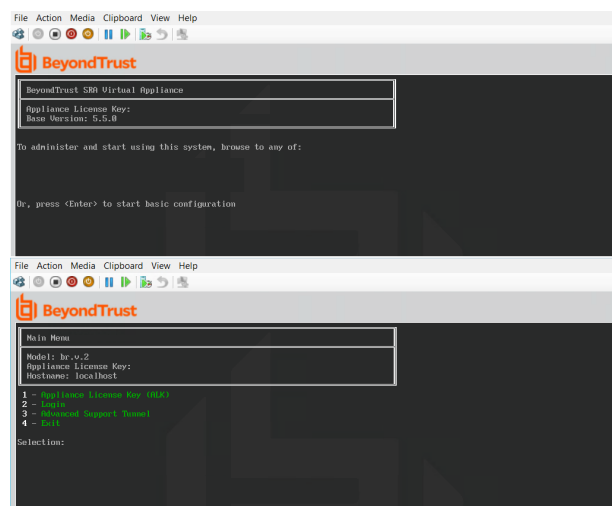 File Action Media Clipboard View Help
BeyondTrust
BeyondTrust SRA Virtual Appliance
Appliance License Key:
Base Version: 5.5.0
To administer and start using this system, browse to any of:
Or, press <Enter> to start basic configuration
File Action Media Clipboard View Help
BeyondTrust
Main Menu
Model: br.v.2
Appliance License Key:
Hostname: localhost
1 - Appliance License Key (ALK)
2 - Login
3 - Advanced Support Tunnel
4 - Exit
Selection: